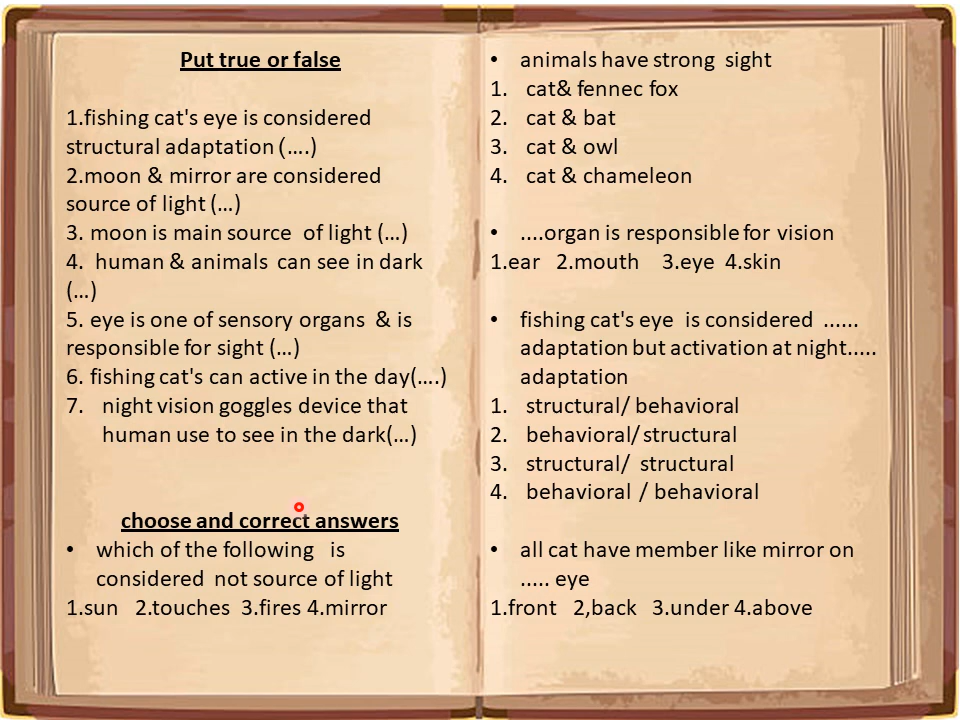 Put true or false
1.fishing cat's eye is considered
structural adaptation (....)
2.moon & mirror are considered
source of light (...)
3. moon is main source of light (...)
4. human & animals can see in dark
(...)
5. eye is one of sensory organs & is
responsible for sight (...)
6. fishing cat's can active in the day(....)
7. night vision goggles device that
human use to see in the dark(...)
choose and correct answers
• which of the following is
considered not source of light
1.sun 2.touches 3.fires 4.mirror
• animals have strong sight
1. cat& fennec fox
2. cat & bat
3. cat & owl
4. cat & chameleon
• ....organ is responsible for vision
1.ear 2.mouth 3.eye 4.skin
• fishing cat's eye is considered ......
adaptation but activation at night.....
adaptation
1. structural/ behavioral
2. behavioral/ structural
3. structural/ structural
4. behavioral / behavioral
• all cat have member like mirror on
..... eye
1.front 2,back 3.under 4.above